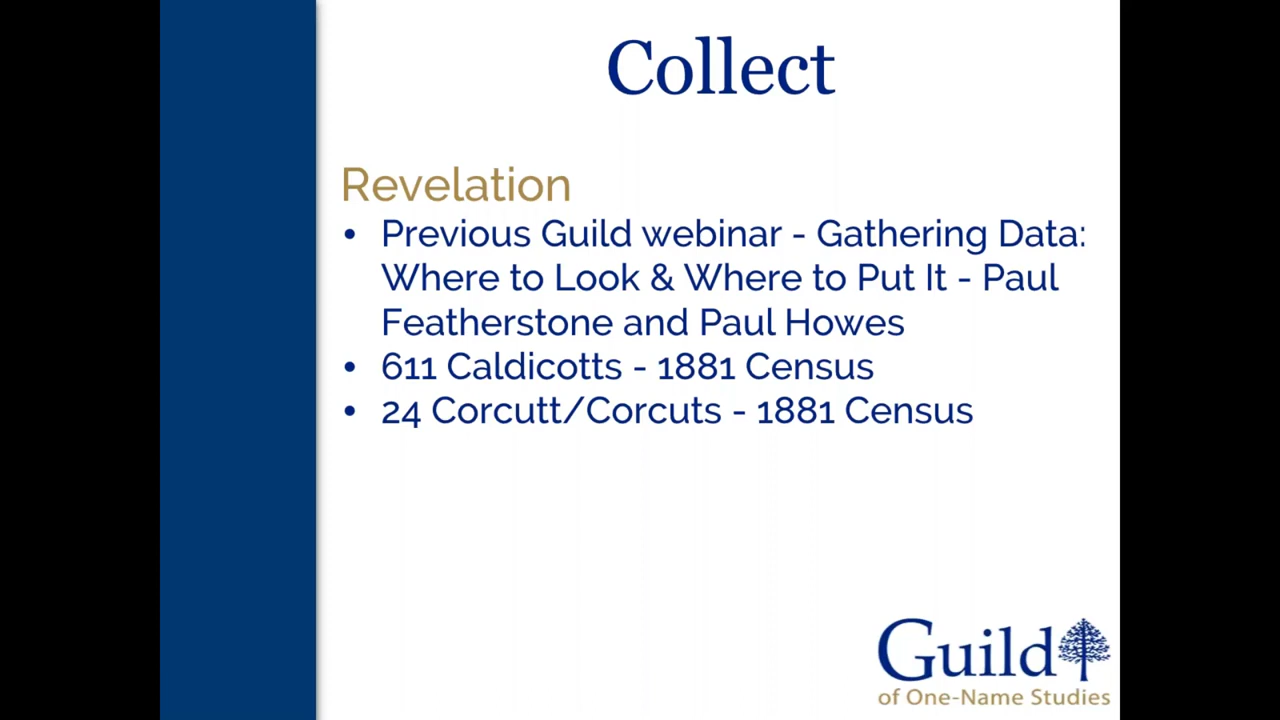 Collect
Revelation
• Previous Guild webinar - Gathering Data:
Where to Look & Where to Put It - Paul
Featherstone and Paul Howes
• 611 Caldicotts - 1881 Census
• 24 Corcutt/Corcuts - 1881 Census
Guild
of One-Name Studies